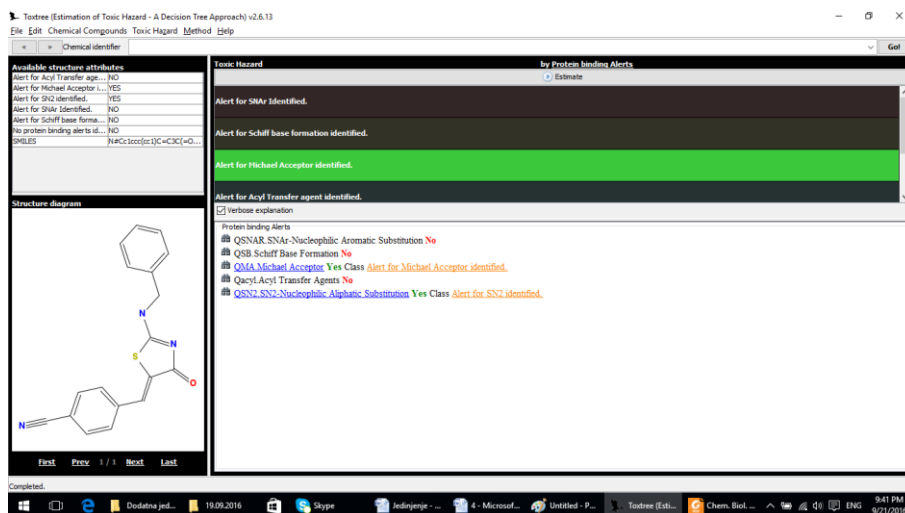 Toxtree (Estimation of Toxic Hazard - A Decision Tree Approach) v2.6.13
File Edit Chemical Compounds Toxic Hazard Method Help
« » Chemical identifier Go!
Available structure attributes
Alert for Acyl Transfer age... NO
Alert for Michael Acceptor i... YES
Alert for SN2 identified. YES
Alert for SNAr Identified. NO
Alert for Schiff base forma... NO
No protein binding alerts id... NO
SMILES N#Cc1ccc(cc1)C=C3C(=O...
Structure diagram
N
N
S
O
N
First Prev 1 / 1 Next Last
Toxic Hazard by Protein binding Alerts
Estimate
Alert for SNAr Identified.
Alert for Schiff base formation identified.
Alert for Michael Acceptor identified.
Alert for Acyl Transfer agent identified.
Verbose explanation
Protein binding Alerts
QSNAR.SNAr-Nucleophilic Aromatic Substitution No
QSB.Schiff Base Formation No
QMA.Michael Acceptor Yes Class Alert for Michael Acceptor identified.
Qacyl.Acyl Transfer Agents No
QSN2.SN2-Nucleophilic Aliphatic Substitution Yes Class Alert for SN2 identified.
Completed.
Dodatna jed... 19.09.2016 Skype Jedinjenje - ... 4 - Microsof... Untitled - P... Toxtree (Esti... Chem. Biol. ... ENG 9:41 PM
9/21/2016